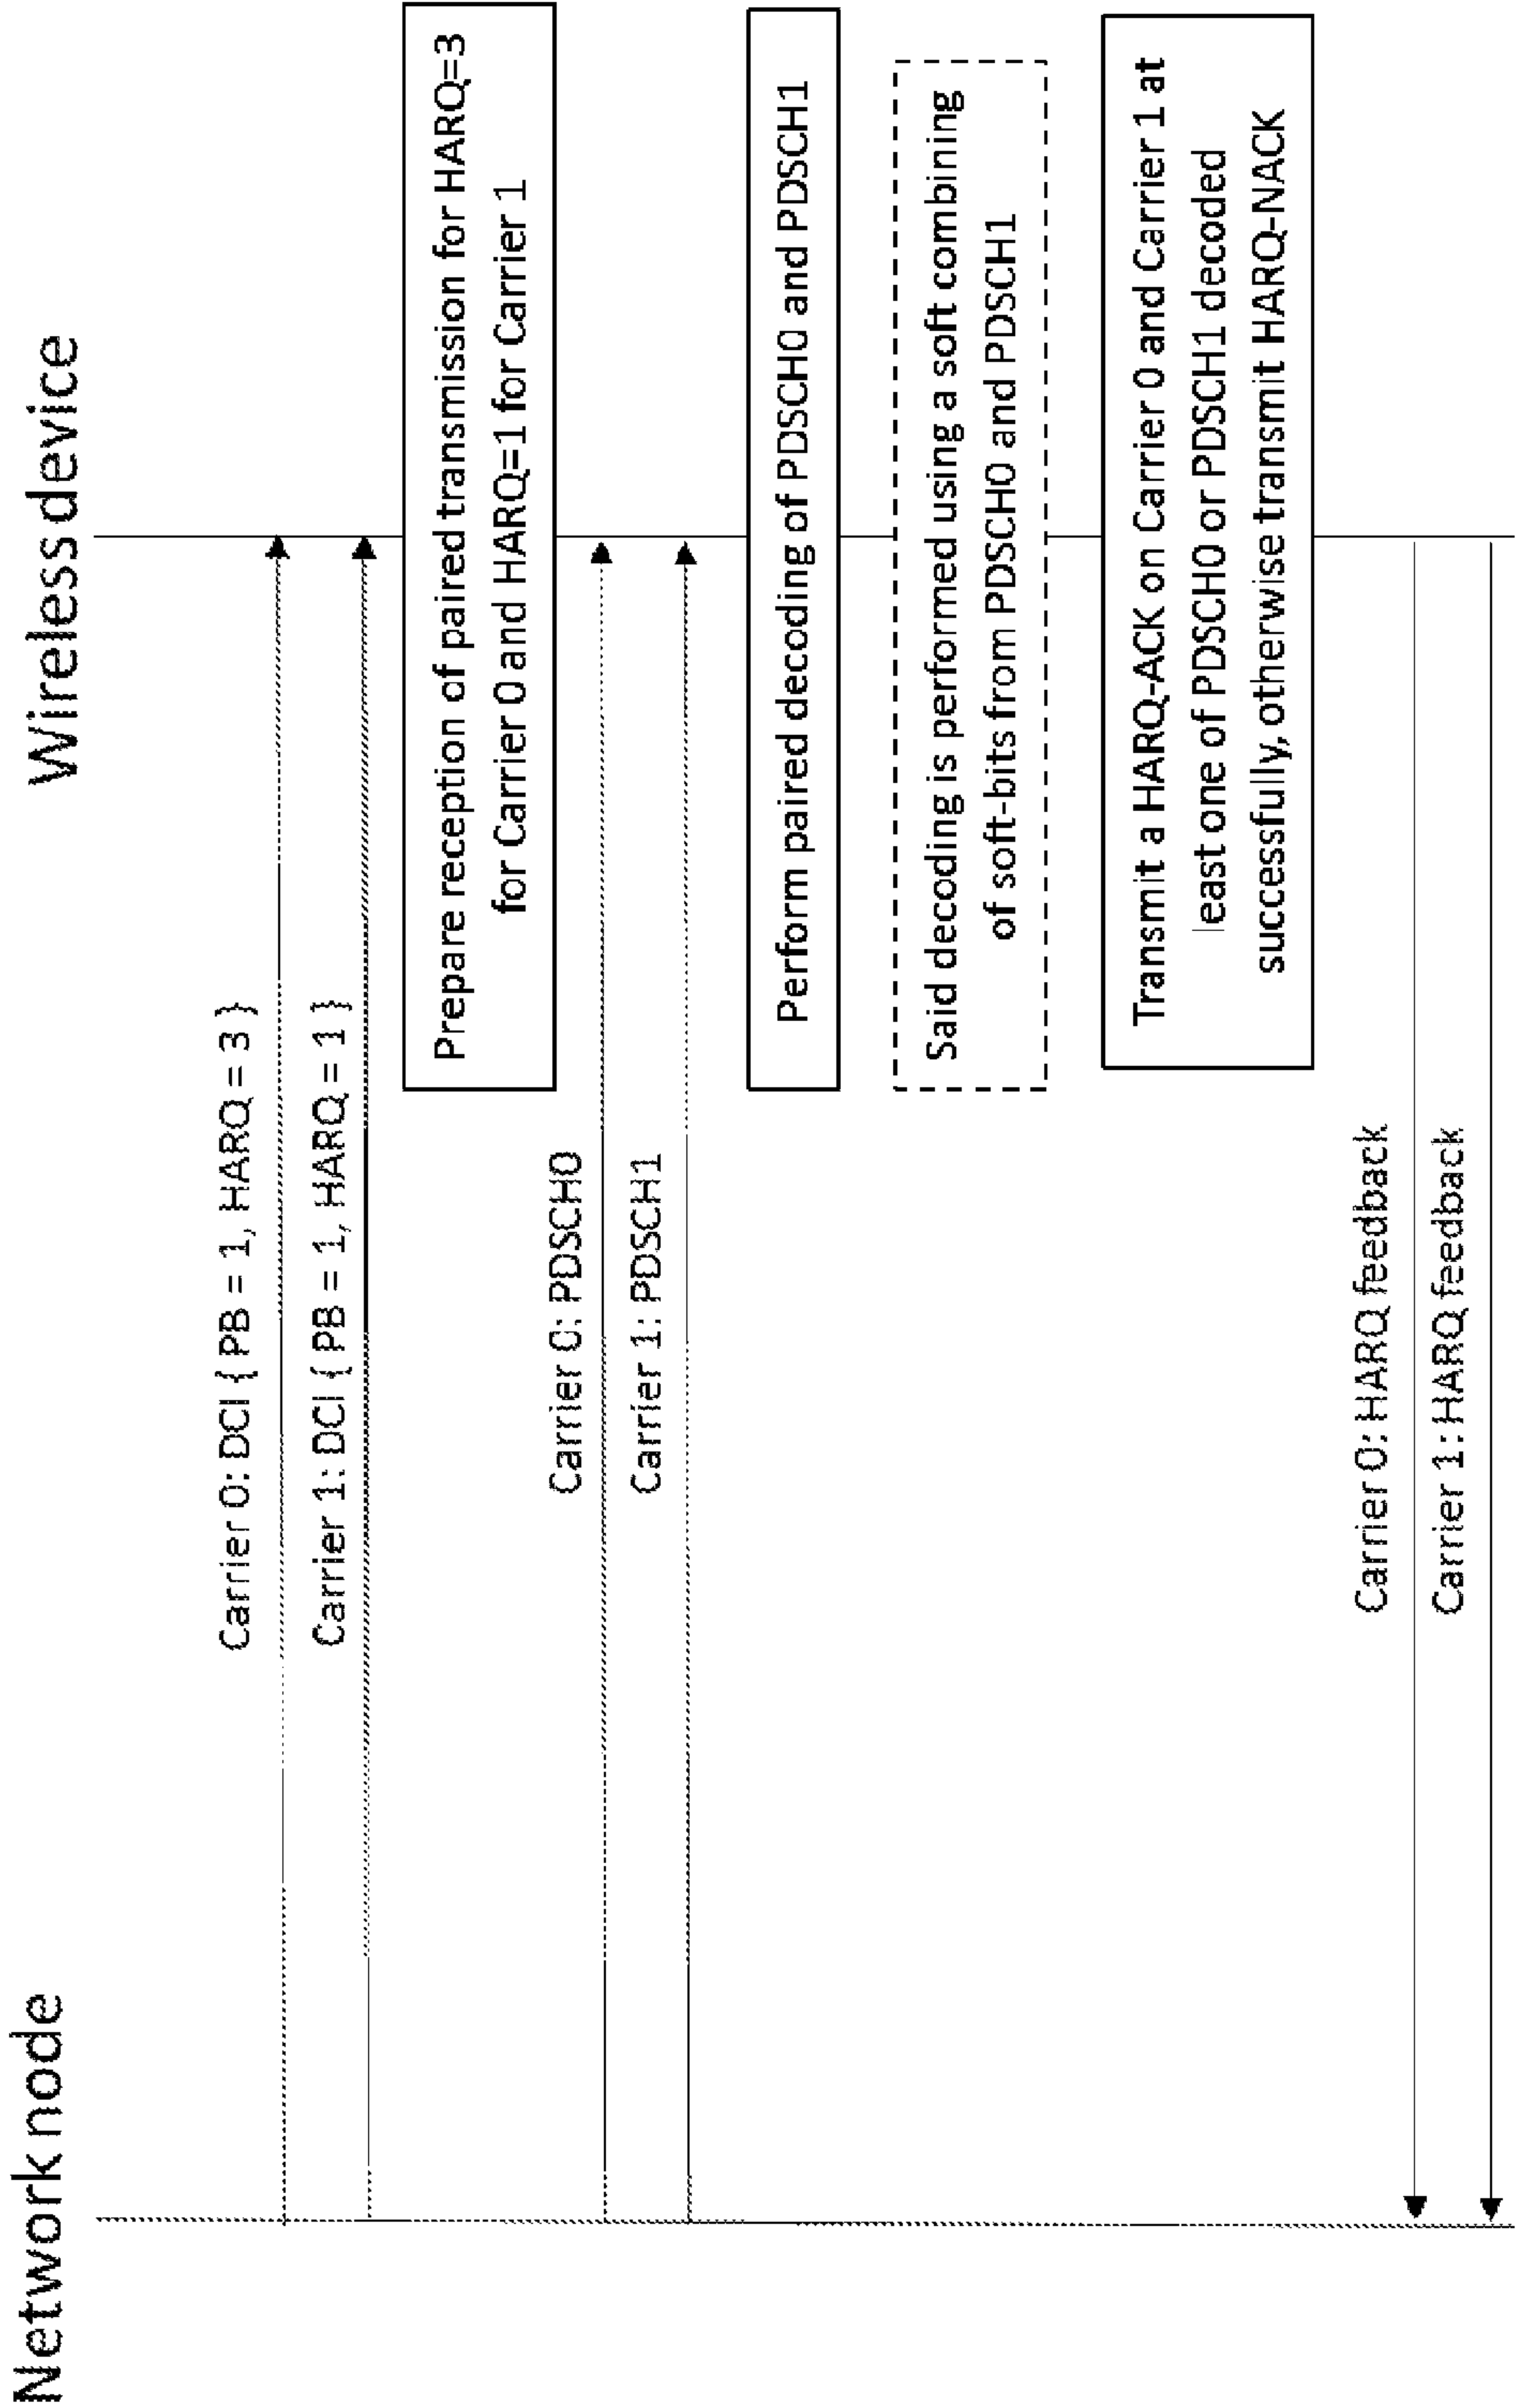 Network node
Wireless device
Carrier 0: DCI { PB = 1, HARQ = 3 }
Carrier 1: DCI { PB = 1, HARQ = 1 }
Prepare reception of paired transmission for HARQ=3
for Carrier 0 and HARQ=1 for Carrier 1
Carrier 0: PDSCH0
Carrier 1: PDSCH1
Perform paired decoding of PDSCH0 and PDSCH1
Said decoding is performed using a soft combining
of soft-bits from PDSCH0 and PDSCH1
Transmit a HARQ-ACK on Carrier 0 and Carrier 1 at
least one of PDSCH0 or PDSCH1 decoded
successfully, otherwise transmit HARQ-NACK
Carrier 0: HARQ feedback
Carrier 1: HARQ feedback